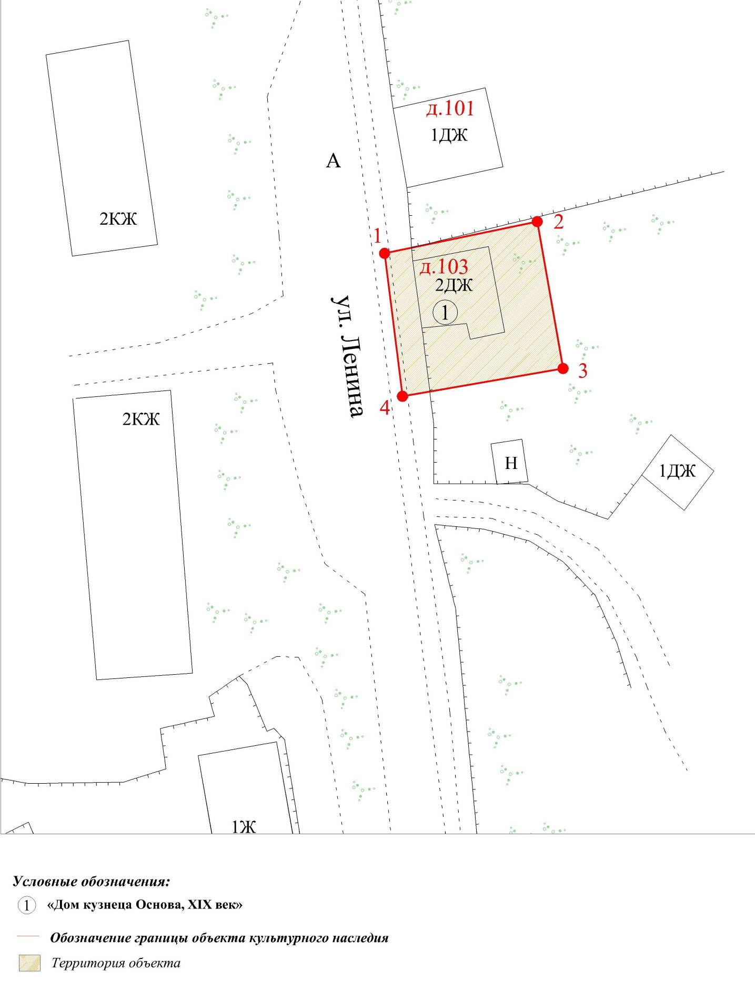 д.101
1ДЖ
А
2КЖ
1
2
д.103
2ДЖ
1
ул. Ленина
3
4
2КЖ
Н
1ДЖ
1Ж
Условные обозначения:
1 «Дом кузнеца Основа, XIX век»
Обозначение границы объекта культурного наследия
Территория объекта